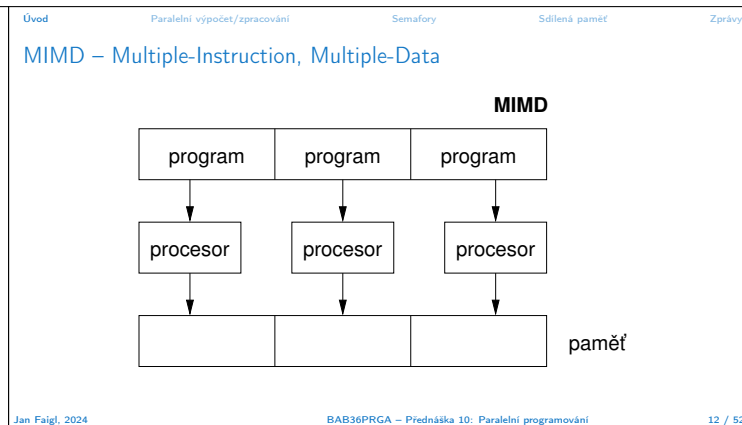 Úvod Paralelní výpočet/zpracování Semafory Sdílená paměť Zprávy
MIMD – Multiple-Instruction, Multiple-Data
MIMD
program program program
procesor procesor procesor
paměť
Jan Faigl, 2024 BAB36PRGA – Přednáška 10: Paralelní programování 12 / 52